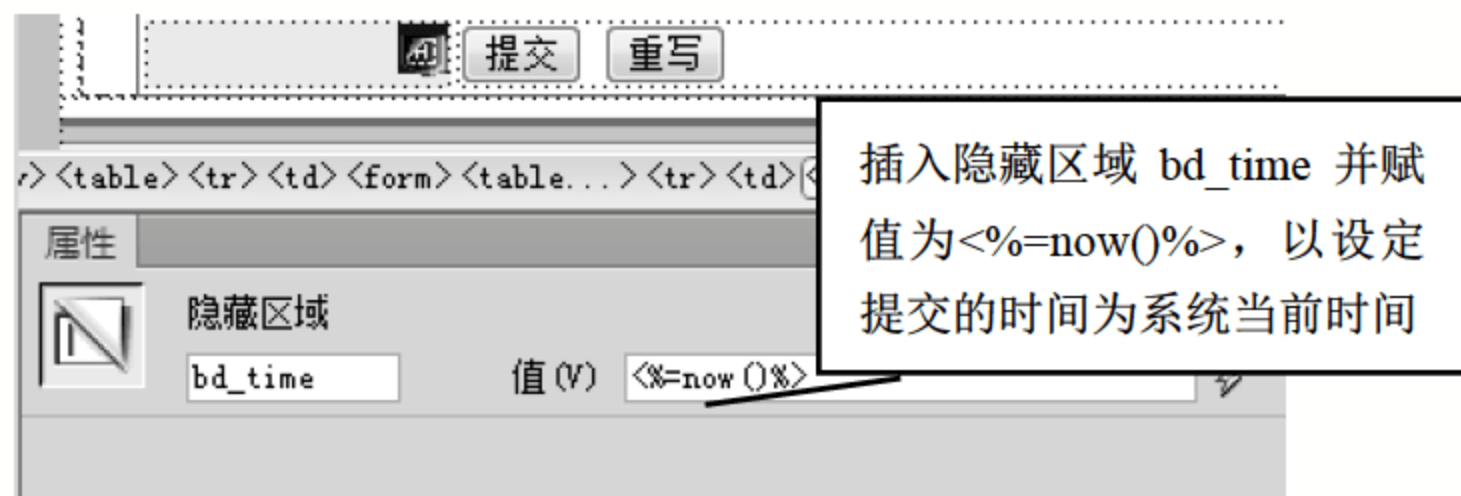 提交 重写
<table><tr><td><form><table...><tr><td>
插入隐藏区域 bd_time 并赋
值为<%=now()%>，以设定
提交的时间为系统当前时间
属性
隐藏区域
bd_time 值(V) <%=now()%>